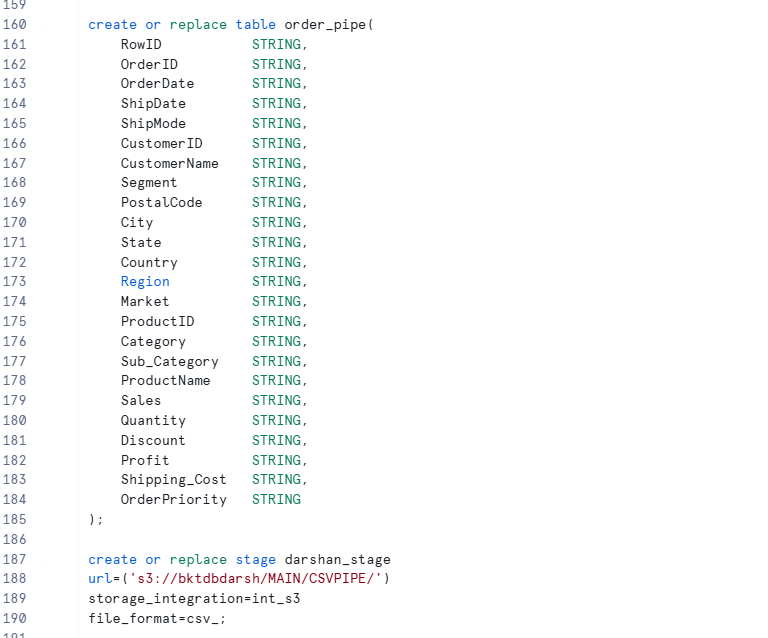 159
160 create or replace table order_pipe(
161 RowID STRING,
162 OrderID STRING,
163 OrderDate STRING,
164 ShipDate STRING,
165 ShipMode STRING,
166 CustomerID STRING,
167 CustomerName STRING,
168 Segment STRING,
169 PostalCode STRING,
170 City STRING,
171 State STRING,
172 Country STRING,
173 Region STRING,
174 Market STRING,
175 ProductID STRING,
176 Category STRING,
177 Sub_Category STRING,
178 ProductName STRING,
179 Sales STRING,
180 Quantity STRING,
181 Discount STRING,
182 Profit STRING,
183 Shipping_Cost STRING,
184 OrderPriority STRING
185 );
186
187 create or replace stage darshan_stage
188 url=('s3://bktdbdarsh/MAIN/CSVPIPE/')
189 storage_integration=int_s3
190 file_format=csv_;
191